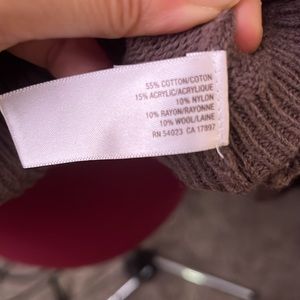 55% COTTON/COTON
15% ACRYLIC/ACRYLIQUE
10% NYLON
10% RAYON/RAYONNE
10% WOOL/LAINE
RN 54023 CA 17897